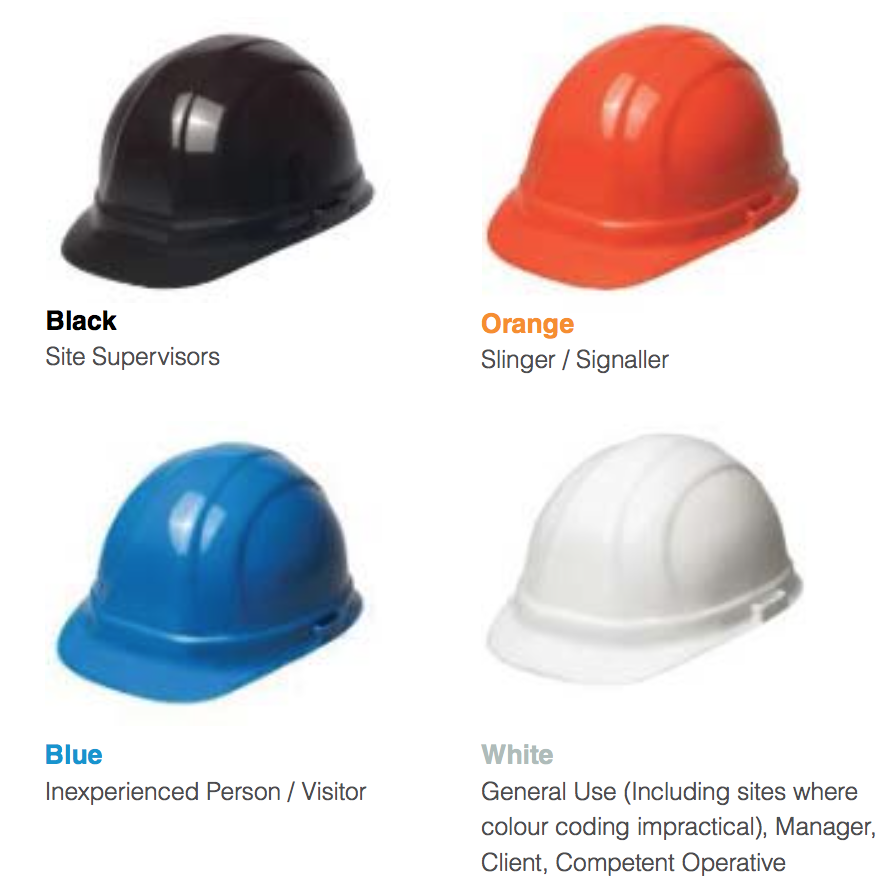 Black
Site Supervisors
Orange
Slinger / Signaller
Blue
Inexperienced Person / Visitor
White
General Use (Including sites where
colour coding impractical), Manager,
Client, Competent Operative